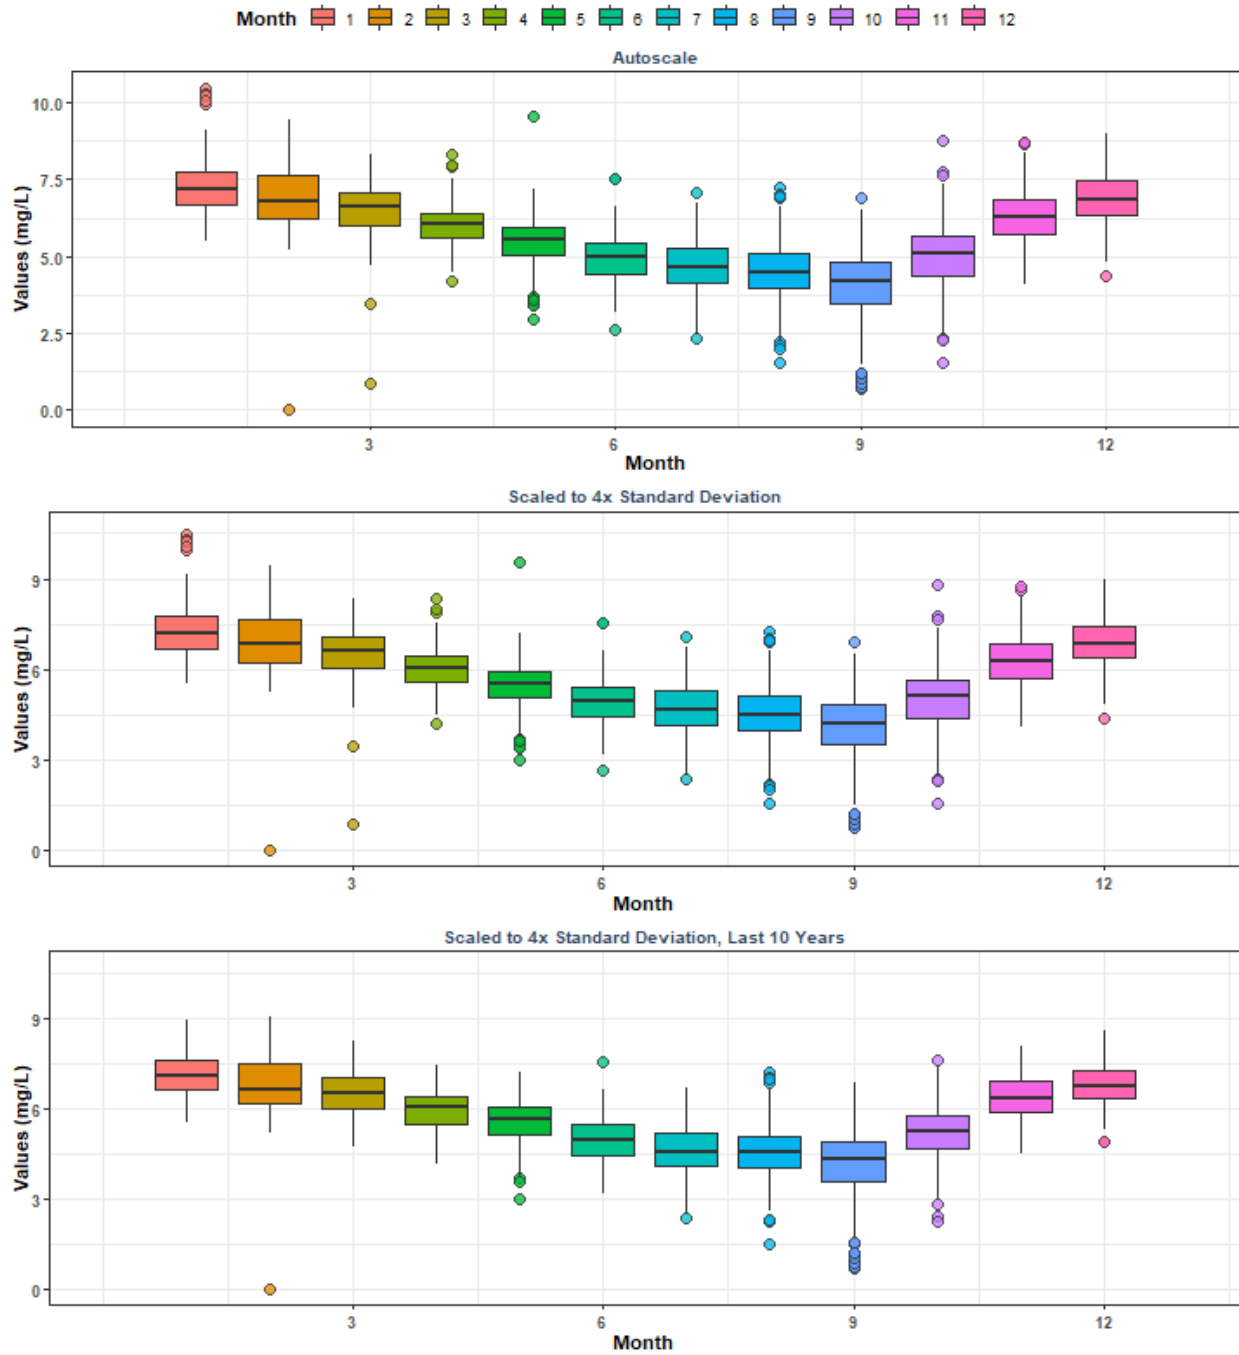 Month 1 2 3 4 5 6 7 8 9 10 11 12
Autoscale
Values (mg/L)
10.0
7.5
5.0
2.5
0.0
3 6 9 12
Month
Scaled to 4x Standard Deviation
Values (mg/L)
9
6
3
0
3 6 9 12
Month
Scaled to 4x Standard Deviation, Last 10 Years
Values (mg/L)
9
6
3
0
3 6 9 12
Month